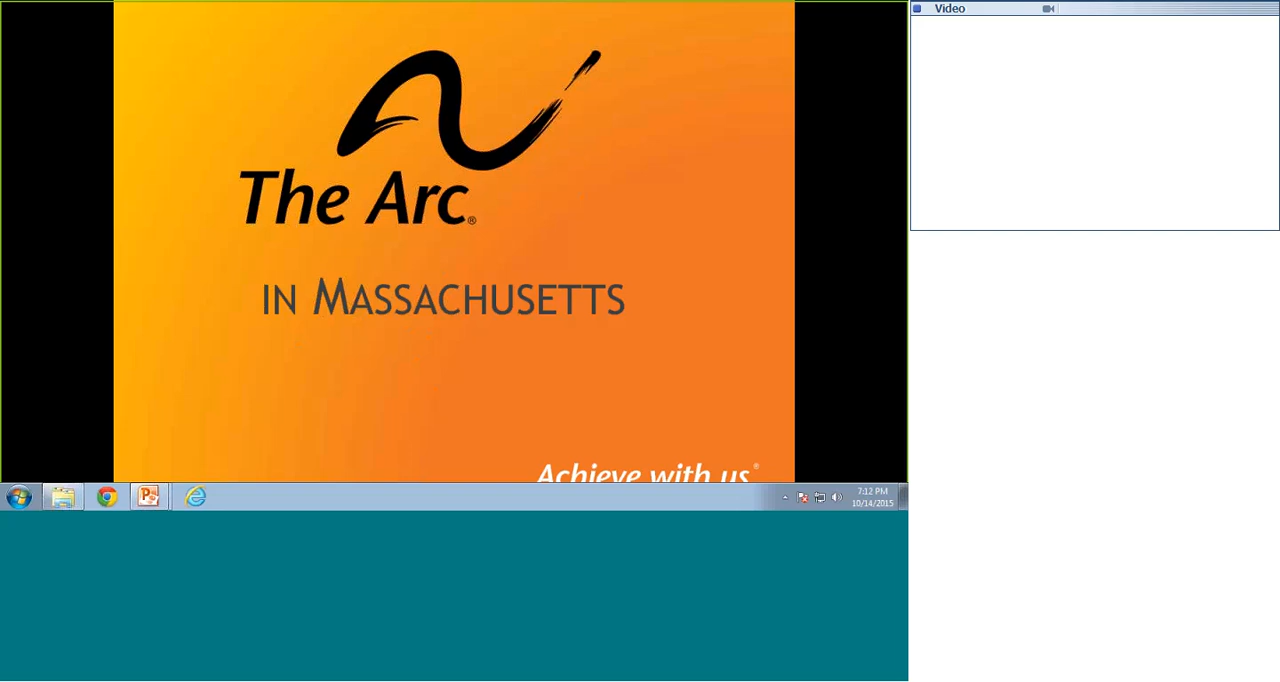 Video
The Arc®
IN MASSACHUSETTS
Achieve with us®
7:12 PM
10/14/2015